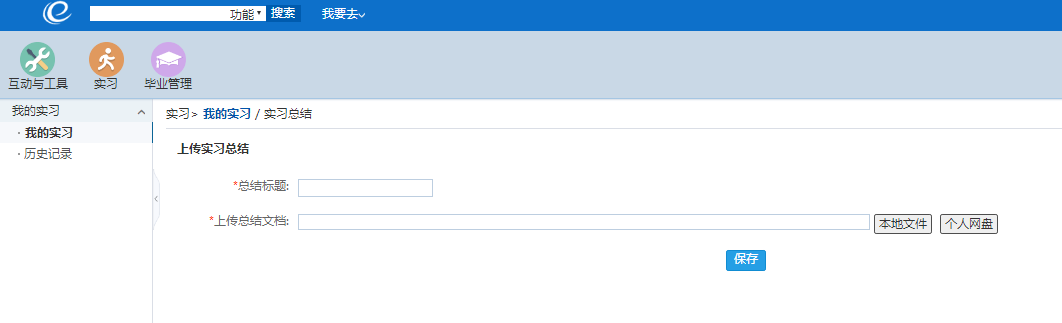 功能 搜索 我要去
互动与工具 实习 毕业管理
我的实习
· 我的实习
· 历史记录
实习> 我的实习 / 实习总结
上传实习总结
*总结标题:
*上传总结文档: 本地文件 个人网盘
保存